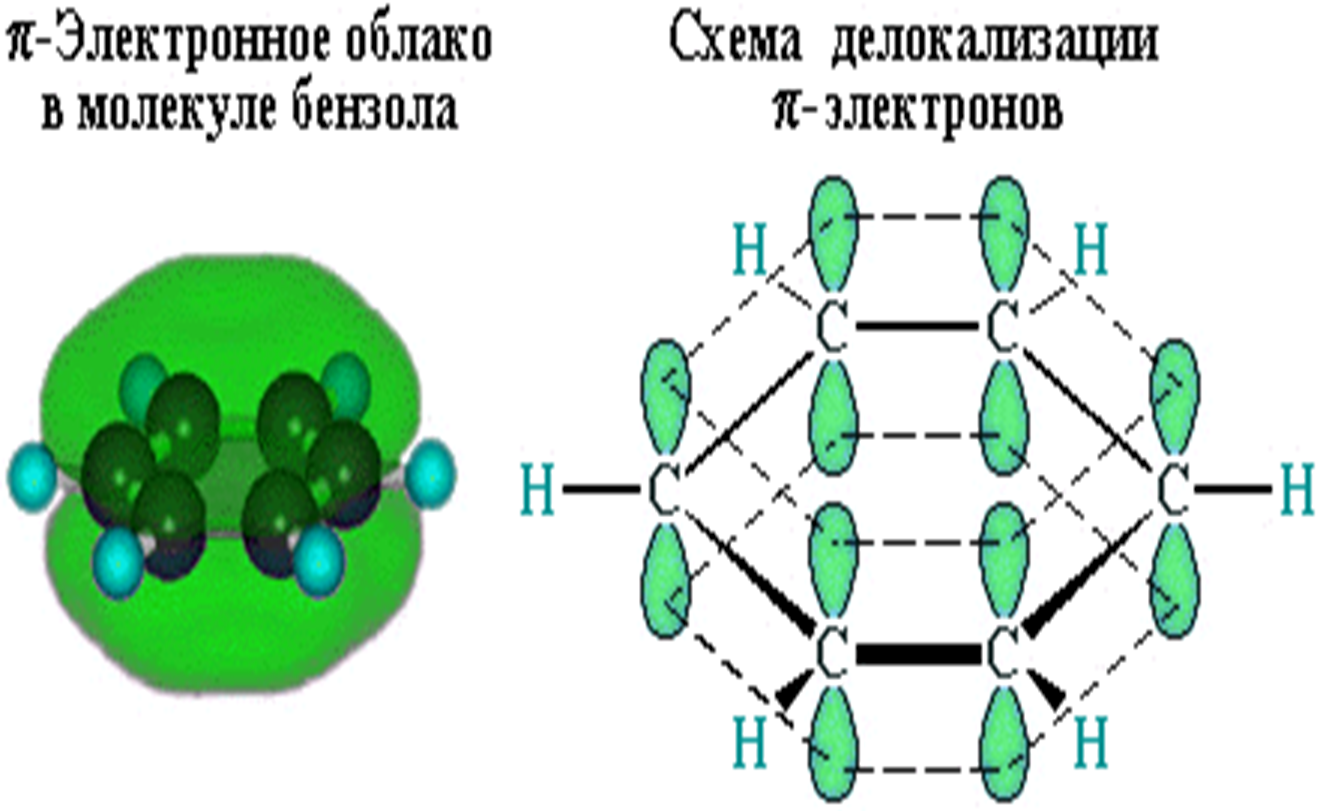 π-Электронное облако
в молекуле бензола
Схема делокализации
π-электронов
H H
C C
H C C H
C C
H H